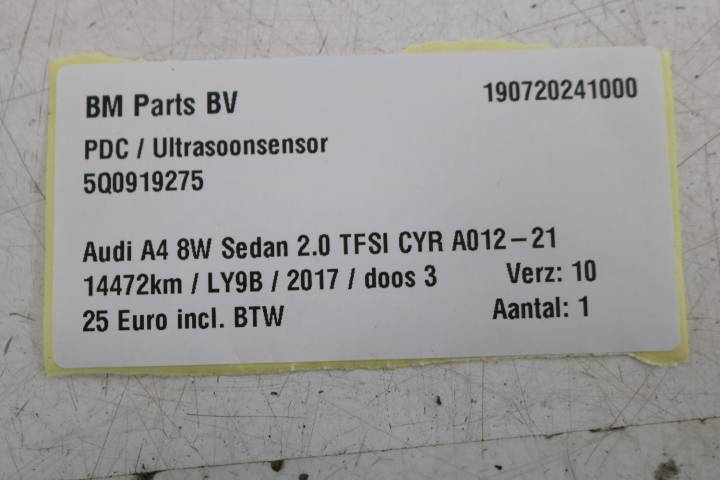 BM Parts BV 190720241000
PDC / Ultrasoonsensor
5Q0919275
Audi A4 8W Sedan 2.0 TFSI CYR A012-21
14472km / LY9B / 2017 / doos 3 Verz: 10
25 Euro incl. BTW Aantal: 1